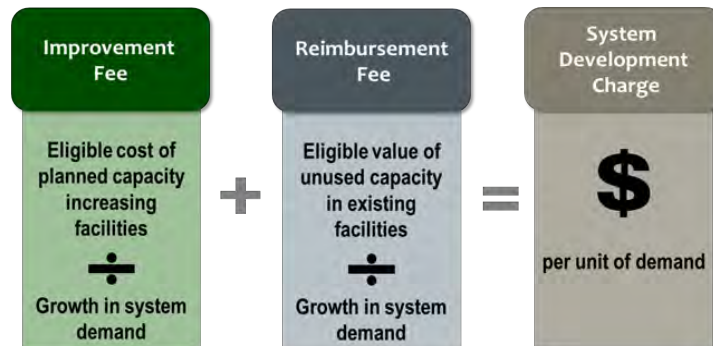 Improvement
Fee
Eligible cost of
planned capacity
increasing
facilities
÷
Growth in system
demand
+
Reimbursement
Fee
Eligible value of
unused capacity
in existing
facilities
÷
Growth in system
demand
=
System
Development
Charge
$
per unit of demand